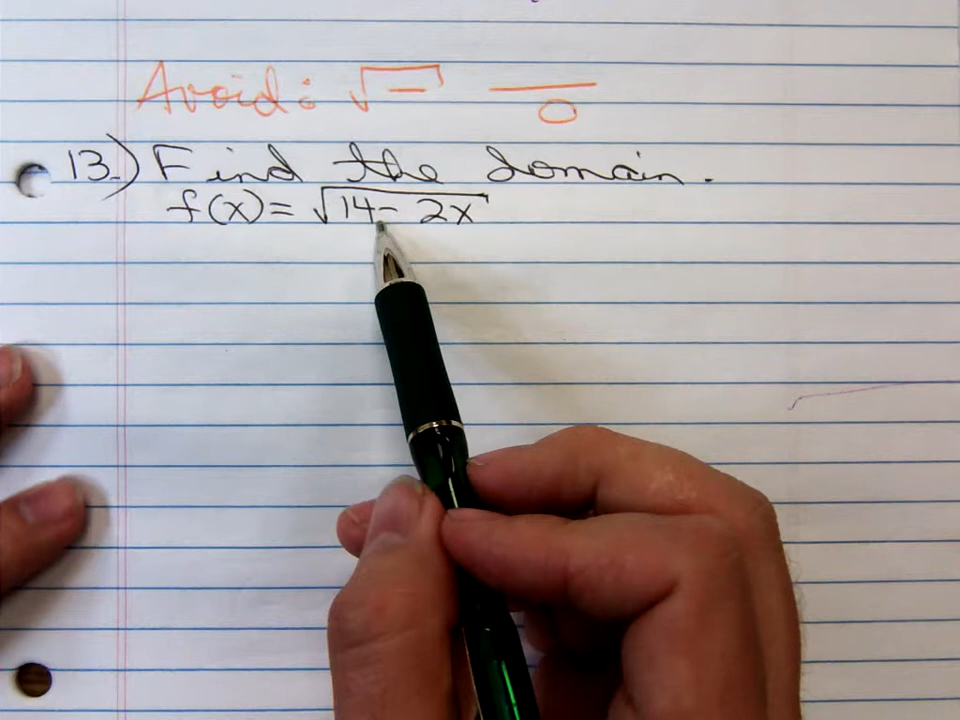 Avoid: √- —/0
13.) Find the domain.
f(x) = √14 - 2x